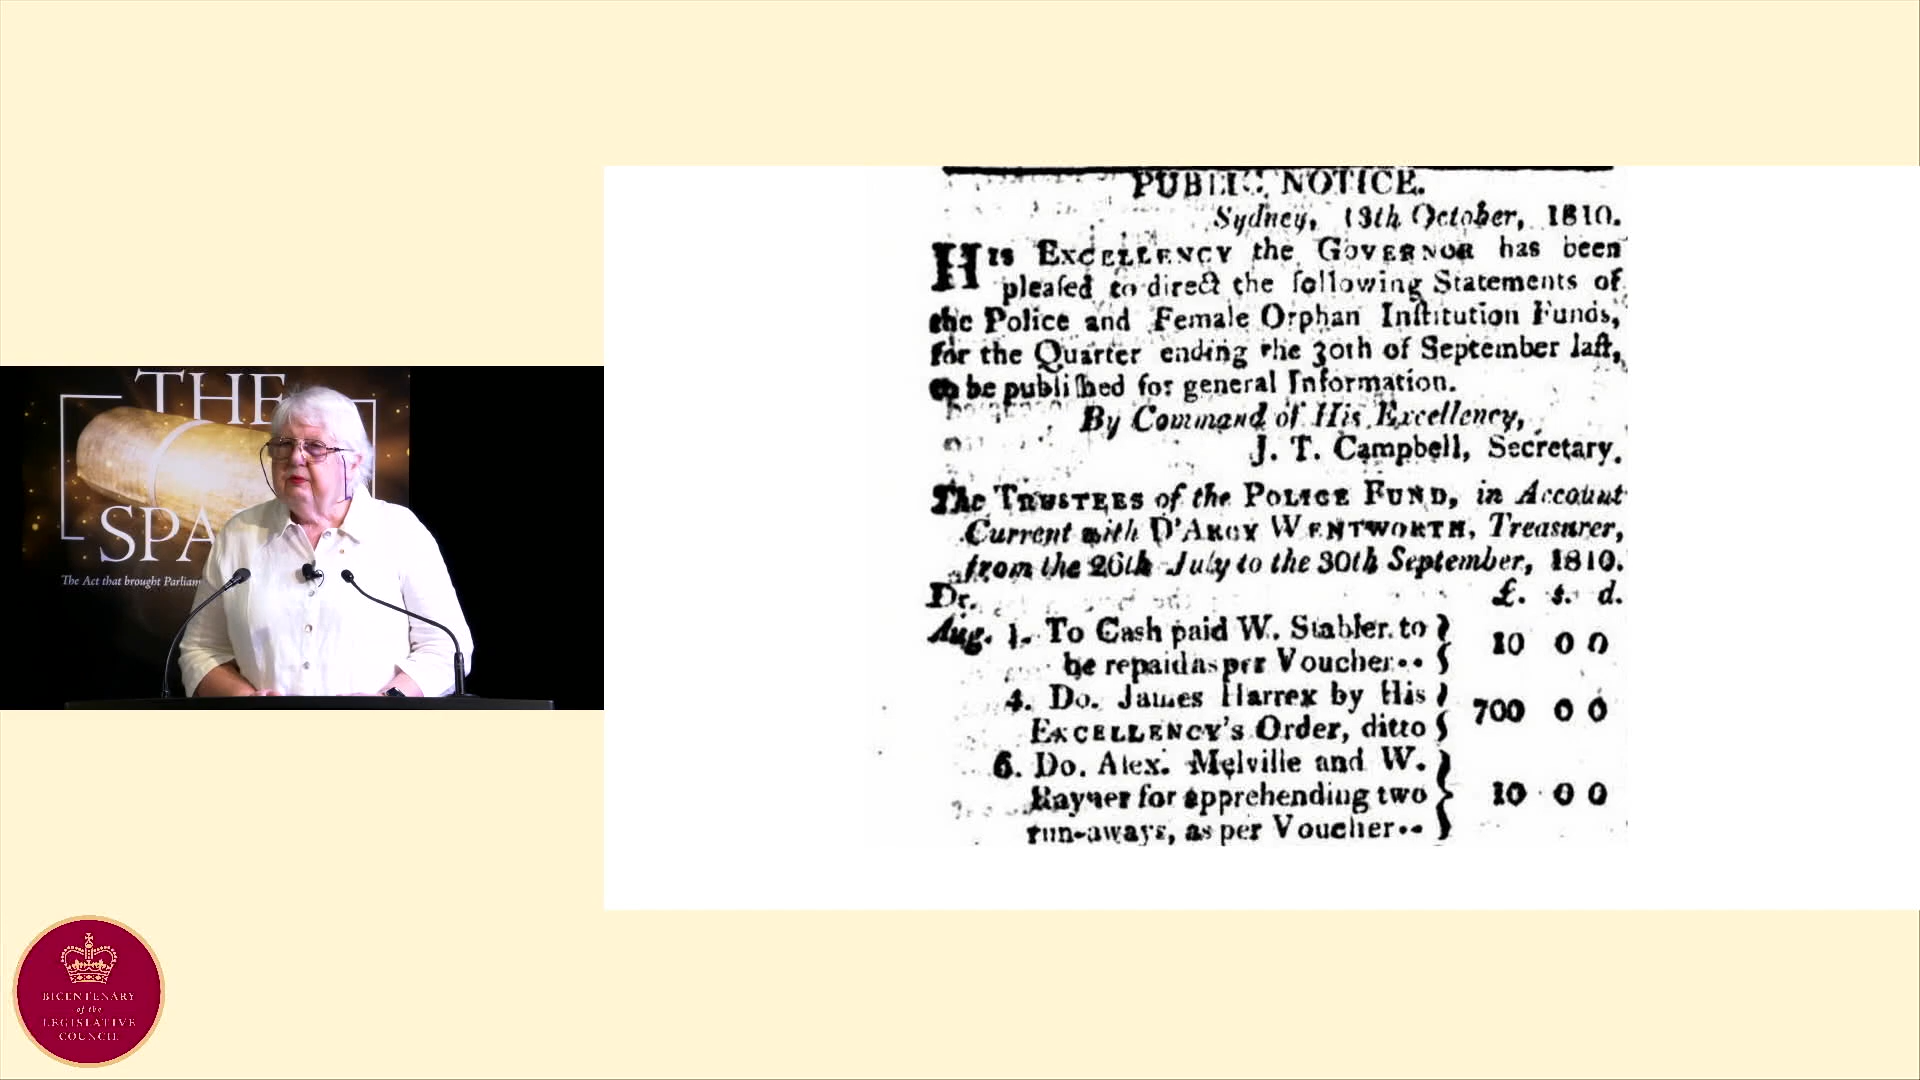 THE
SPA
The Act that brought Parliam
BICENTENARY
of the
LEGISLATIVE
COUNCIL
PUBLIC NOTICE.
Sydney, 13th October, 1810.
HIS EXCELLENCY the GOVERNOR has been
pleaſed to direct the following Statements of
the Police and Female Orphan Inſtitution Funds,
for the Quarter ending the 30th of September laſt,
to be publiſhed for general Information.
By Command of His Excellency,
J. T. Campbell, Secretary.
The TRUSTEES of the POLICE FUND, in Account
Current with D'ARCY WENTWORTH, Treasurer,
from the 26th July to the 30th September, 1810.
Dr. £. s. d.
Aug. 1. To Cash paid W. Stabler. to
be repaid as per Voucher.. 10 0 0
4. Do. James Harrex by His
EXCELLENCY's Order, ditto 700 0 0
6. Do. Alex. Melville and W.
Rayner for apprehending two
run-aways, as per Voucher.. 10 0 0